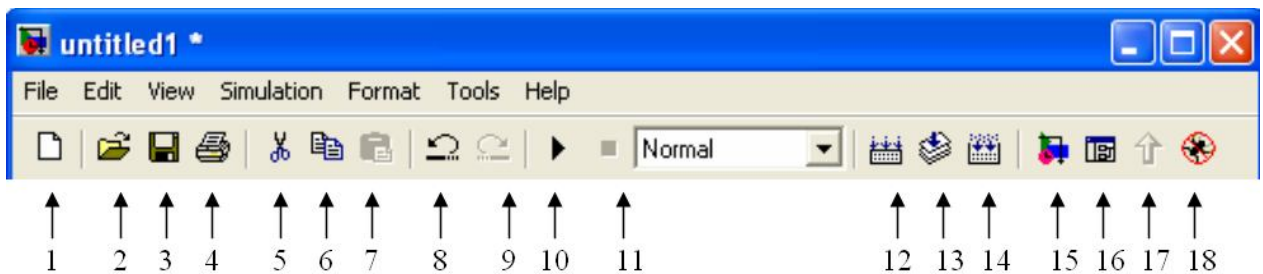 untitled1 *
File Edit View Simulation Format Tools Help
Normal
1 2 3 4 5 6 7 8 9 10 11 12 13 14 15 16 17 18